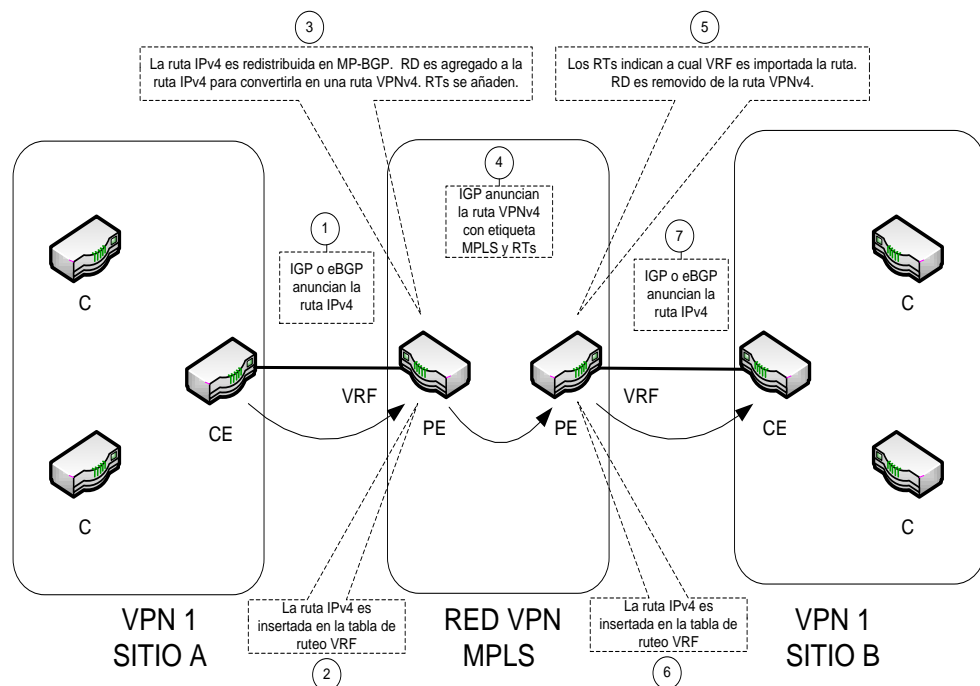 3
La ruta IPv4 es redistribuida en MP-BGP. RD es agregado a la
ruta IPv4 para convertirla en una ruta VPNv4. RTs se añaden.
5
Los RTs indican a cual VRF es importada la ruta.
RD es removido de la ruta VPNv4.
4
IGP anuncian
la ruta VPNv4
con etiqueta
MPLS y RTs
1
IGP o eBGP
anuncian la
ruta IPv4
7
IGP o eBGP
anuncian la
ruta IPv4
C
C
VRF
VRF
CE
PE
PE
CE
C
C
La ruta IPv4 es
insertada en la tabla de
ruteo VRF
2
La ruta IPv4 es
insertada en la tabla de
ruteo VRF
6
VPN 1
SITIO A
RED VPN
MPLS
VPN 1
SITIO B